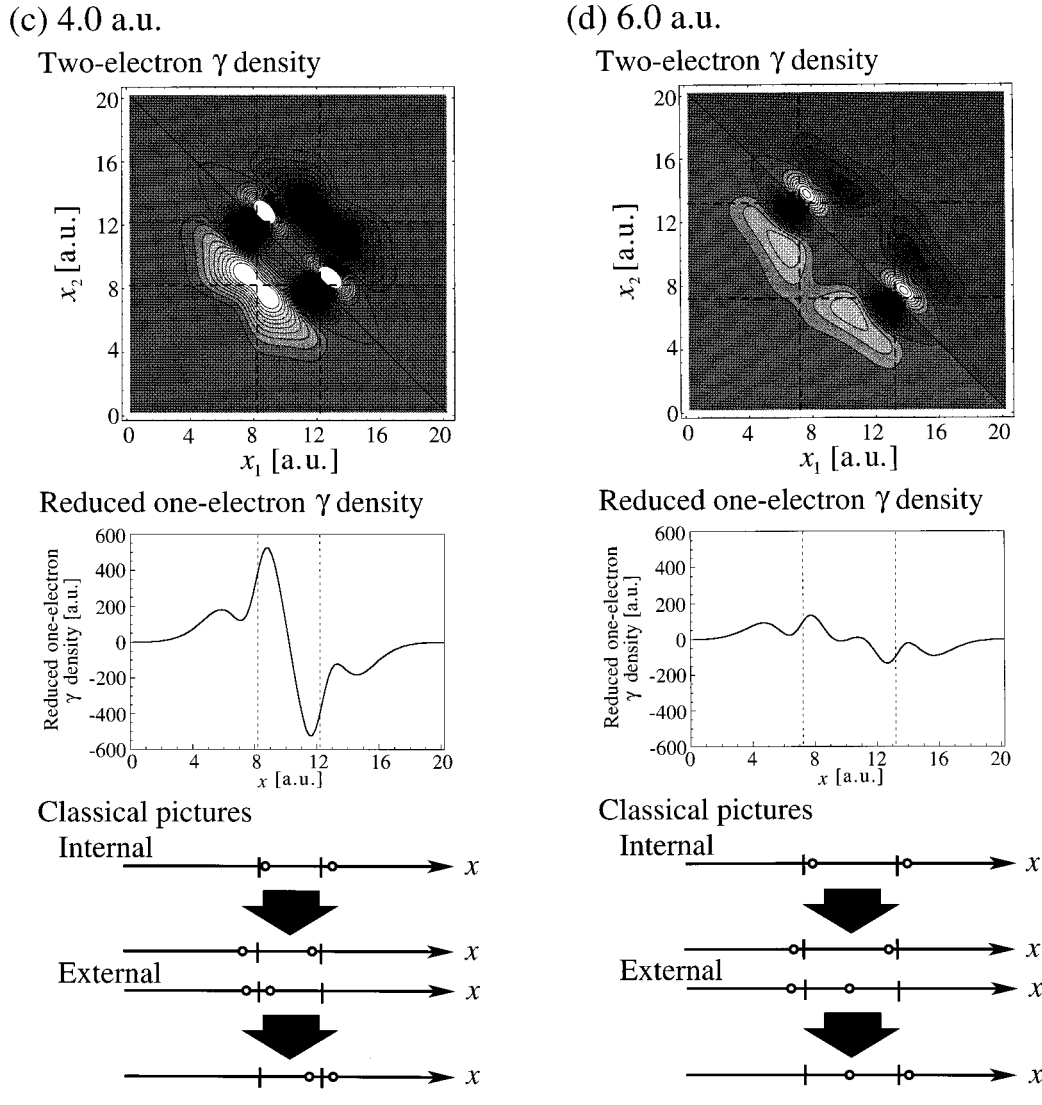 (c) 4.0 a.u.
Two-electron γ density
20
16
12
8
4
0
x₂ [a.u.]
0 4 8 12 16 20
x₁ [a.u.]
Reduced one-electron γ density
600
400
200
0
-200
-400
-600
Reduced one-electron
γ density [a.u.]
0 4 8 12 16 20
x [a.u.]
Classical pictures
Internal
x
x
External
x
x
(d) 6.0 a.u.
Two-electron γ density
20
16
12
8
4
0
x₂ [a.u.]
0 4 8 12 16 20
x₁ [a.u.]
Reduced one-electron γ density
600
400
200
0
-200
-400
-600
Reduced one-electron
γ density [a.u.]
0 4 8 12 16 20
x [a.u.]
Classical pictures
Internal
x
x
External
x
x